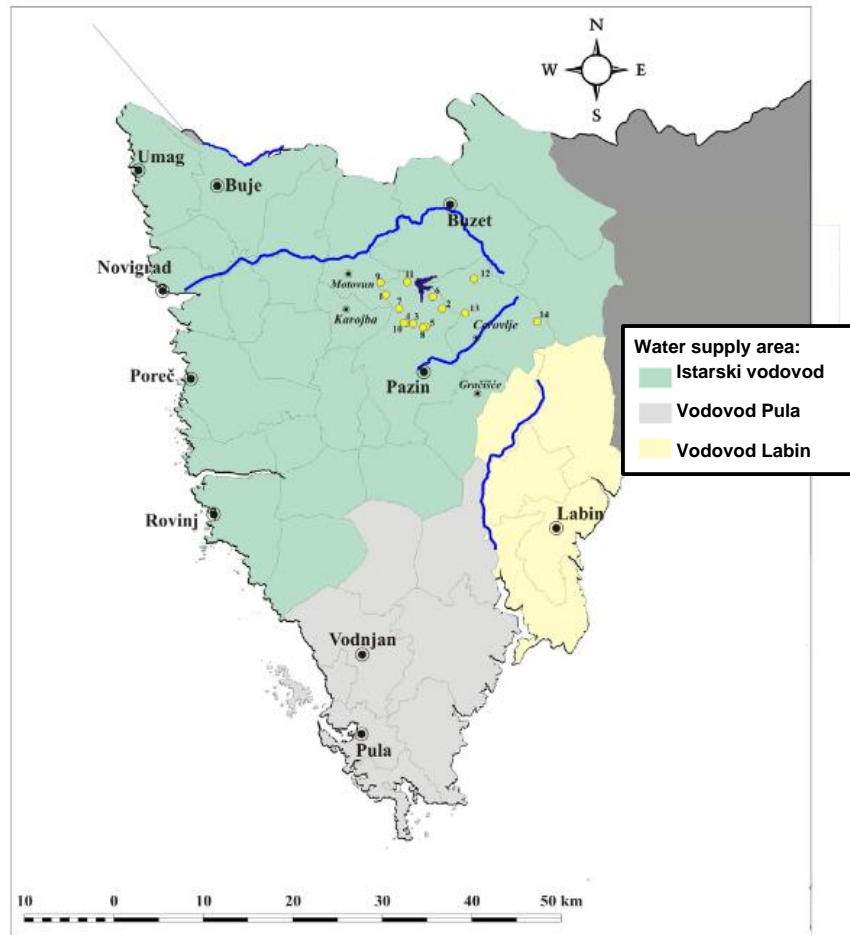 N
W E
S
Umag
Buje
Buzet
Novigrad
Motovun
9
11
12
1
6
Karojba
7
2
13
4 3
10
5
8
Cerovlje
14
Poreč
Pazin
Gračišće
Water supply area:
Istarski vodovod
Vodovod Pula
Vodovod Labin
Rovinj
Labin
Vodnjan
Pula
10 0 10 20 30 40 50 km